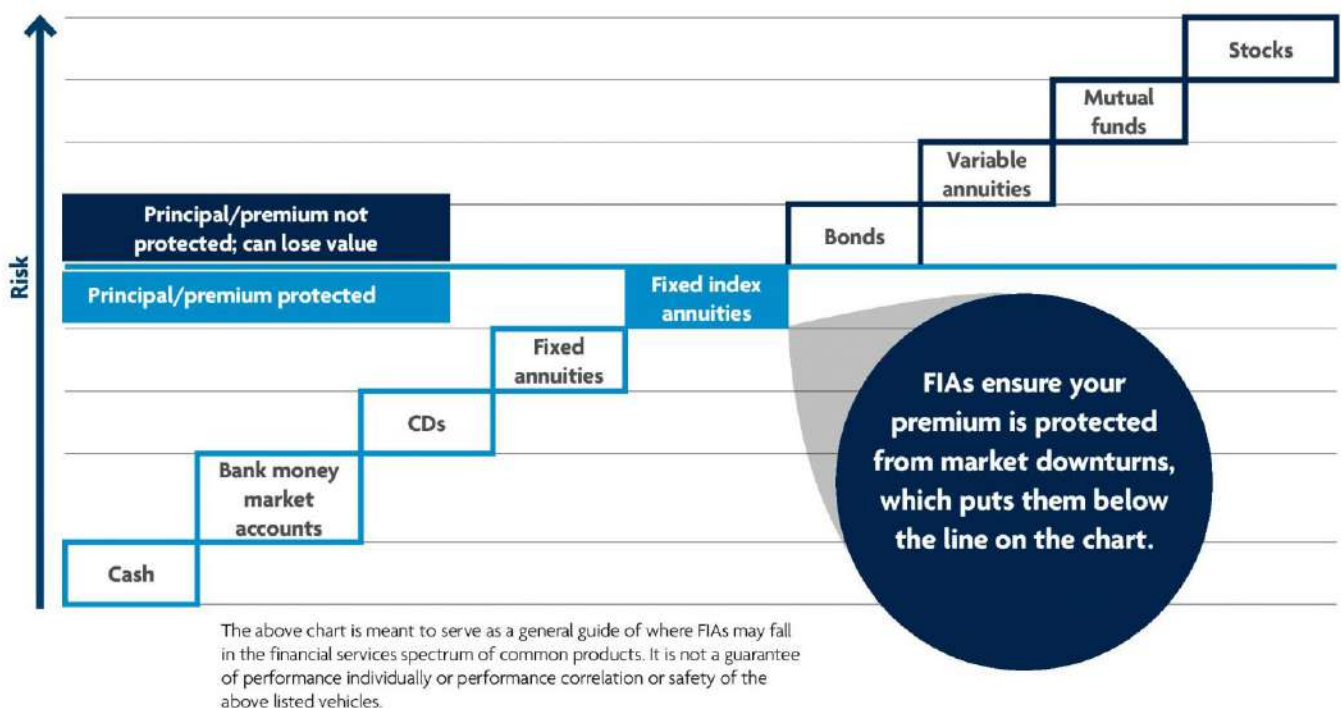 Stocks
Mutual
funds
Variable
annuities
Principal/premium not
protected; can lose value
Bonds
Risk
Principal/premium protected
Fixed index
annuities
Fixed
annuities
FIAs ensure your
premium is protected
from market downturns,
which puts them below
the line on the chart.
CDs
Bank money
market
accounts
Cash
The above chart is meant to serve as a general guide of where FIAs may fall
in the financial services spectrum of common products. It is not a guarantee
of performance individually or performance correlation or safety of the
above listed vehicles.